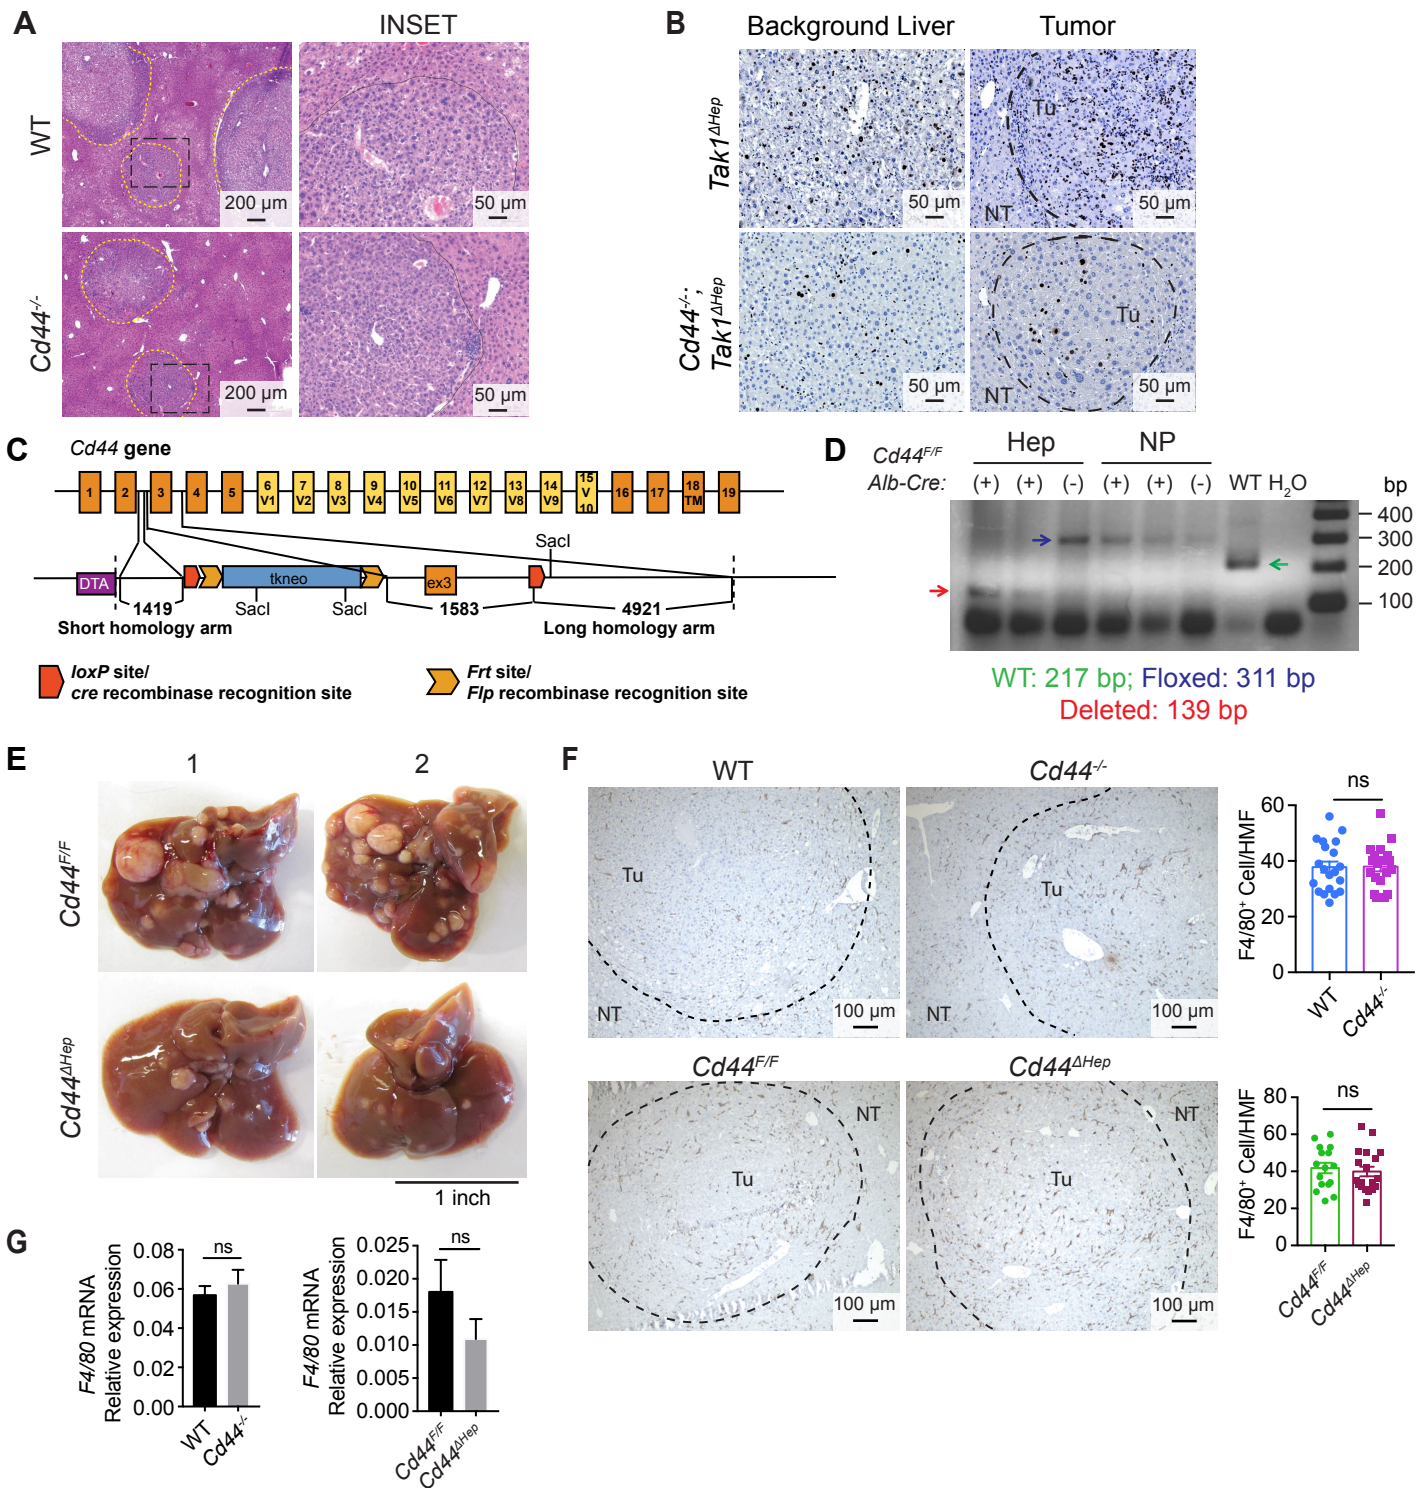 A
INSET
WT
200 µm
50 µm
Cd44-/-
200 µm
50 µm
B
Background Liver
Tumor
Tak1ΔHep
50 µm
Tu
NT
50 µm
Cd44-/-;
Tak1ΔHep
50 µm
Tu
NT
50 µm
C
Cd44 gene
1 2 3 4 5 6 V1 7 V2 8 V3 9 V4 10 V5 11 V6 12 V7 13 V8 14 V9 15 V 10 16 17 18 TM 19
SacI
DTA
tkneo
ex3
1419
SacI
SacI
1583
4921
Short homology arm
Long homology arm
loxP site/
cre recombinase recognition site
Frt site/
Flp recombinase recognition site
D
Hep
NP
Cd44F/F
Alb-Cre: (+) (+) (-) (+) (+) (-) WT H2O
bp
400
300
200
100
WT: 217 bp; Floxed: 311 bp
Deleted: 139 bp
E
1
2
Cd44F/F
Cd44ΔHep
1 inch
F
WT
Cd44-/-
Tu
NT
100 µm
Tu
NT
100 µm
ns
F4/80+ Cell/HMF
60
40
20
0
WT
Cd44-/-
Cd44F/F
Cd44ΔHep
NT
Tu
100 µm
NT
Tu
100 µm
ns
F4/80+ Cell/HMF
80
60
40
20
0
Cd44F/F
Cd44ΔHep
G
F4/80 mRNA
Relative expression
0.08
0.06
0.04
0.02
0.00
ns
WT
Cd44-/-
F4/80 mRNA
Relative expression
0.025
0.020
0.015
0.010
0.005
0.000
ns
Cd44F/F
Cd44ΔHep